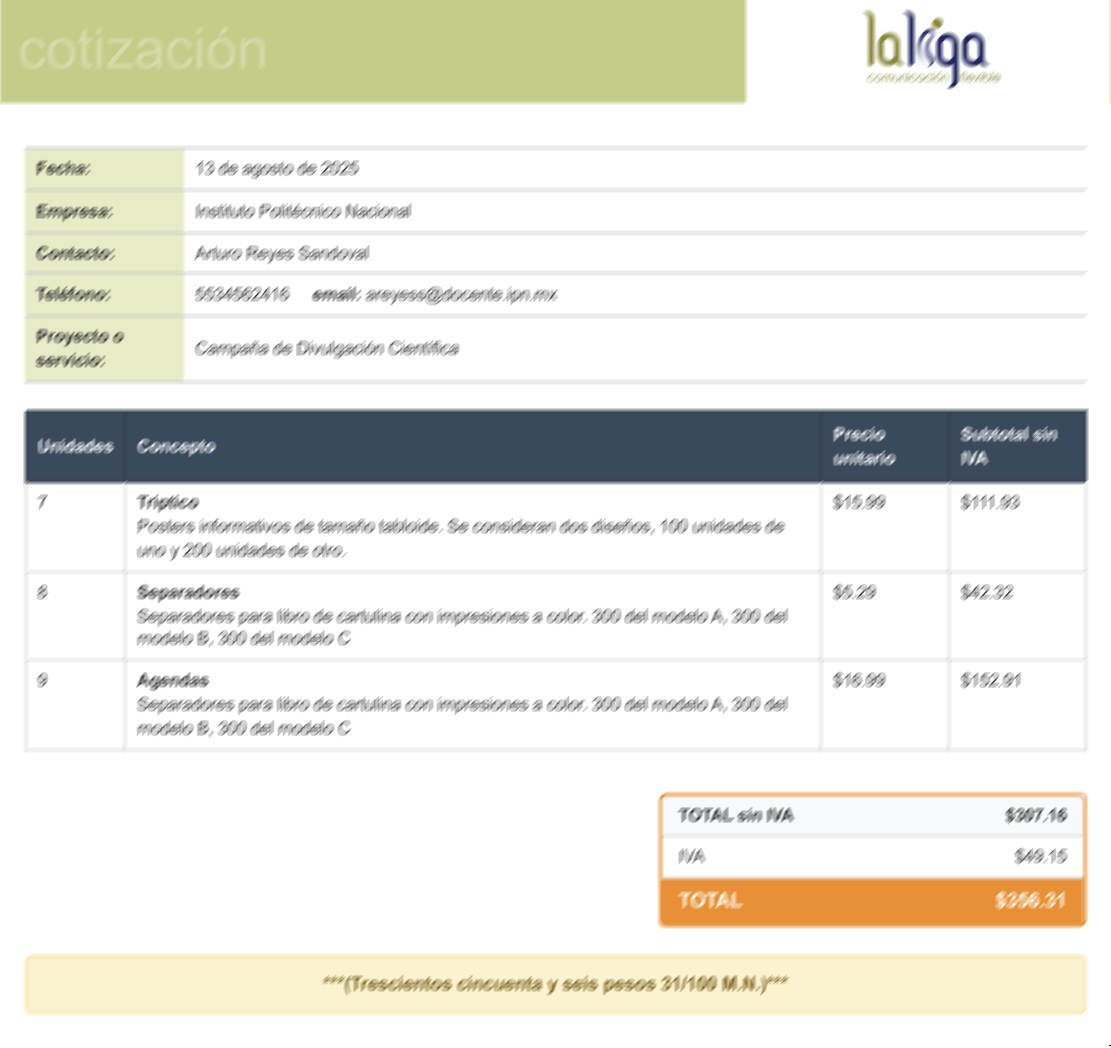 cotización
laliga
comunicación flexible
Fecha: 13 de agosto de 2025
Empresa: Instituto Politécnico Nacional
Contacto: Arturo Reyes Sandoval
Teléfono: 5534562416 email: areyess@docente.ipn.mx
Proyecto o
servicio: Campaña de Divulgación Científica
Unidades Concepto Precio unitario Subtotal sin IVA
7 Tríptico $15.99 $111.93
Posters informativos de tamaño tabloide. Se consideran dos diseños, 100 unidades de
uno y 200 unidades de otro.
8 Separadores $5.29 $42.32
Separadores para libro de cartulina con impresiones a color. 300 del modelo A, 300 del
modelo B, 300 del modelo C
9 Agendas $16.99 $152.91
Separadores para libro de cartulina con impresiones a color. 300 del modelo A, 300 del
modelo B, 300 del modelo C
TOTAL sin IVA $307.16
IVA $49.15
TOTAL $356.31
***(Trescientos cincuenta y seis pesos 31/100 M.N.)***